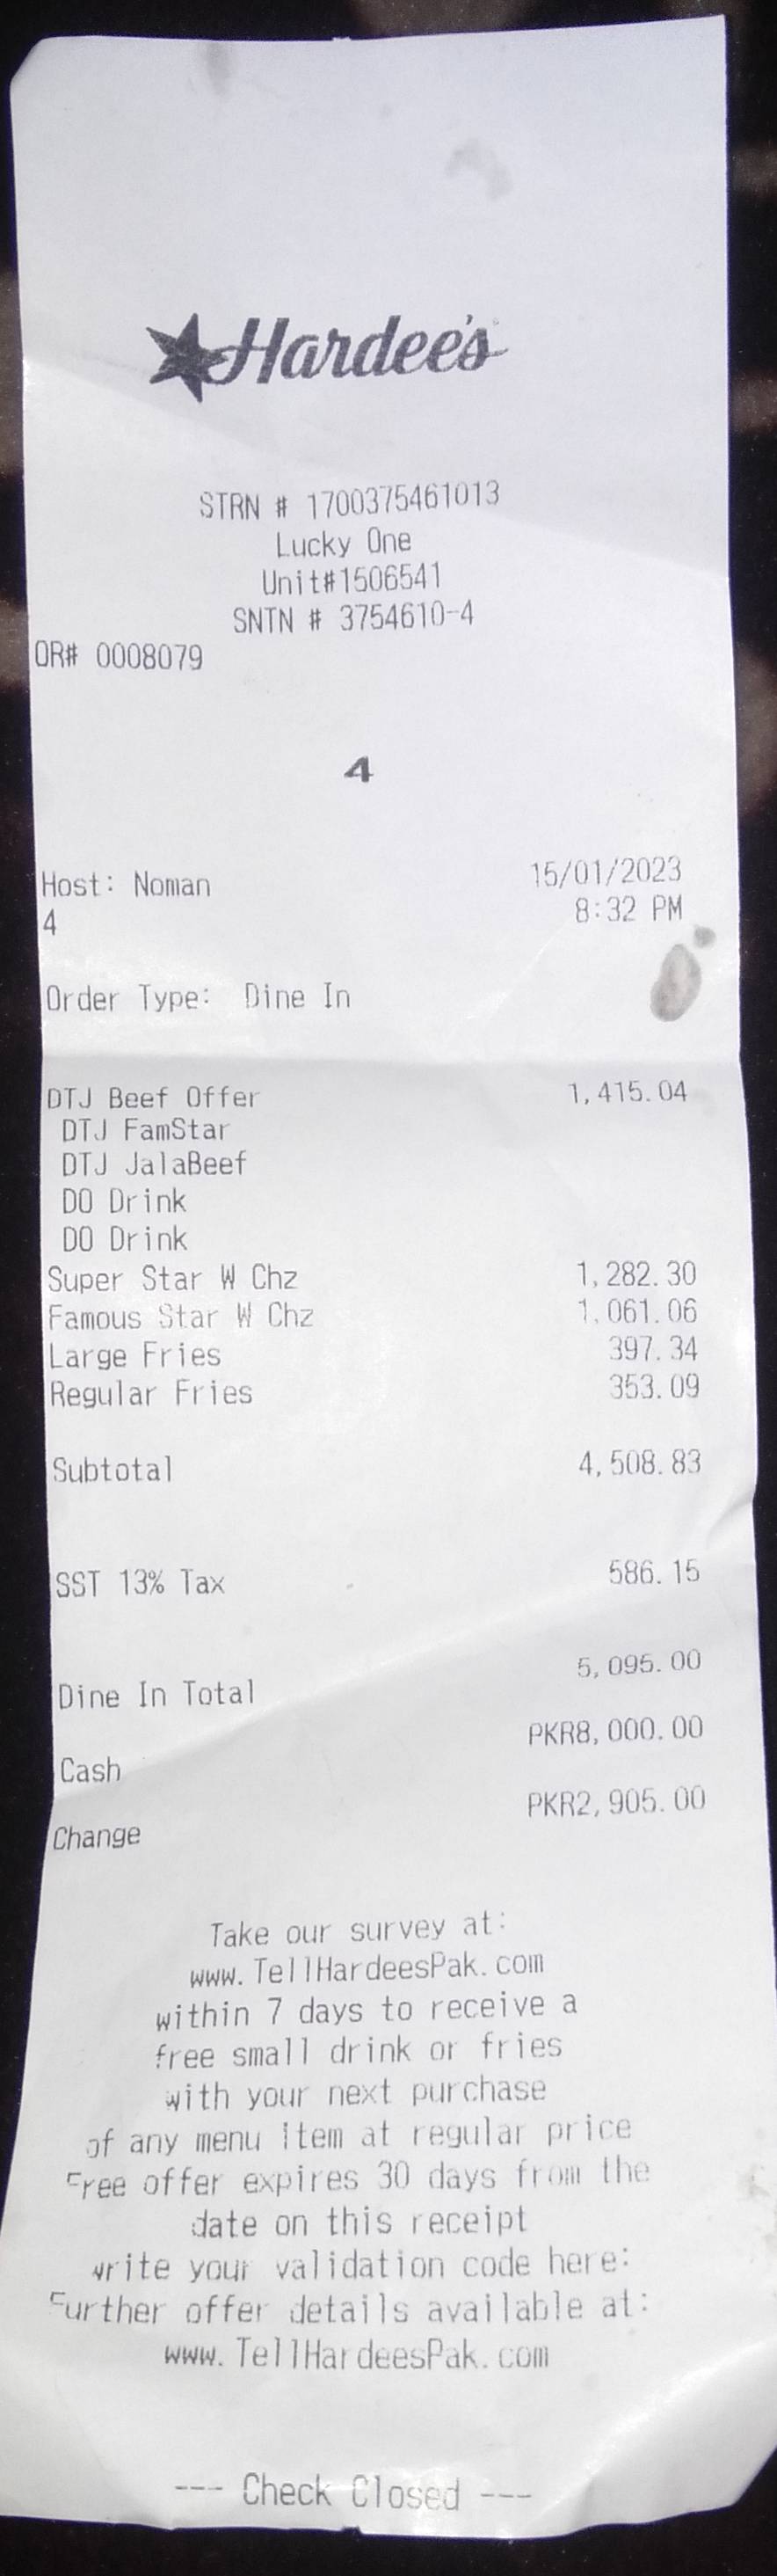 Hardee's
STRN # 1700375461013
Lucky One
Unit#1506541
SNTN # 3754610-4
OR# 0008079
4
Host: Noman 15/01/2023
4 8:32 PM
Order Type: Dine In
DTJ Beef Offer 1,415.04
DTJ FamStar
DTJ JalaBeef
DO Drink
DO Drink
Super Star W Chz 1,282.30
Famous Star W Chz 1,061.06
Large Fries 397.34
Regular Fries 353.09
Subtotal 4,508.83
SST 13% Tax 586.15
Dine In Total 5,095.00
Cash PKR8,000.00
Change PKR2,905.00
Take our survey at:
www.TellHardeesPak.com
within 7 days to receive a
free small drink or fries
with your next purchase
of any menu item at regular price
Free offer expires 30 days from the
date on this receipt
write your validation code here:
Further offer details available at:
www.TellHardeesPak.com
--- Check Closed ---